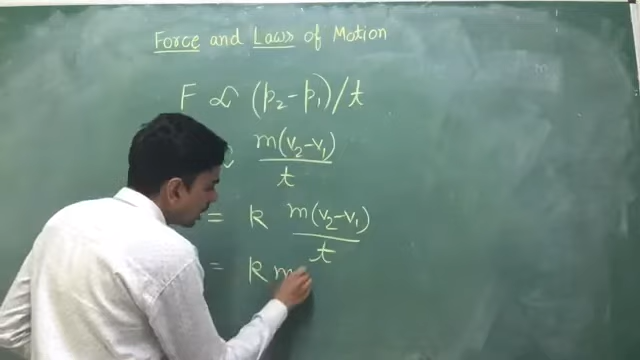 Force and Laws of Motion
F ∝ (p₂-p₁)/t
m(v₂-v₁)/t
= k m(v₂-v₁)/t
= k m